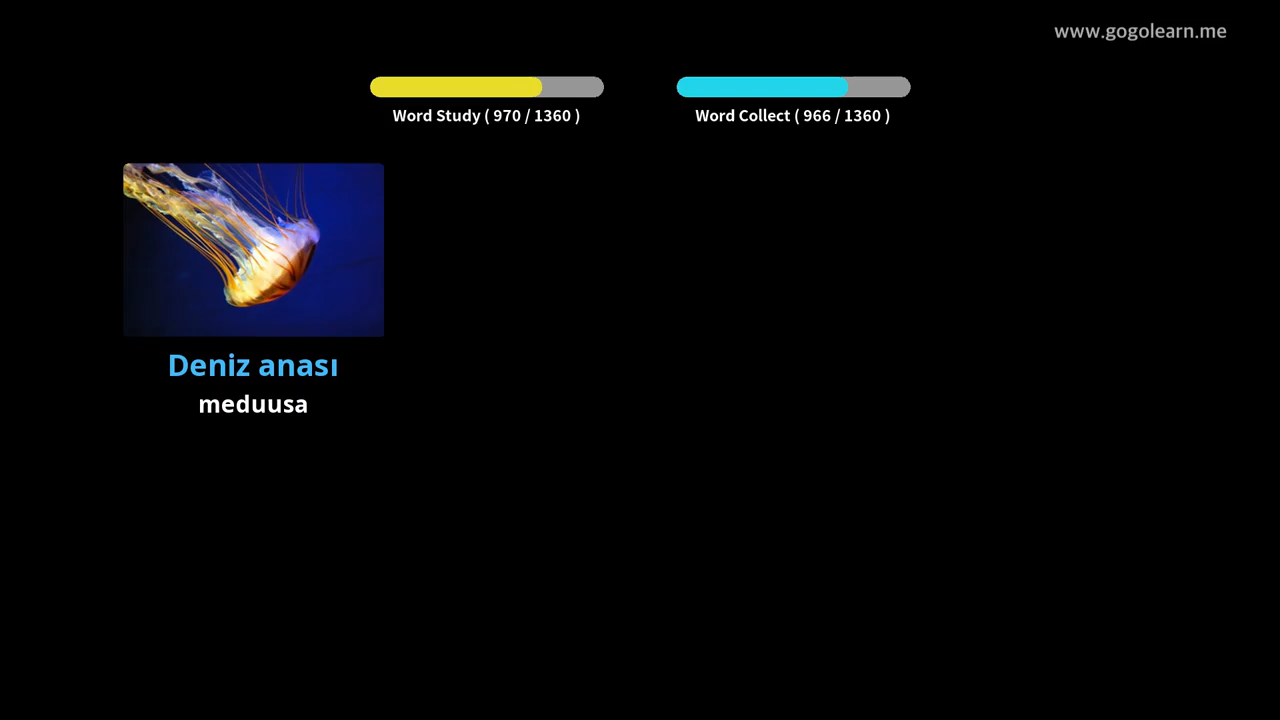 www.gogolearn.me
Word Study ( 970 / 1360 )
Word Collect ( 966 / 1360 )
Deniz anası
meduusa